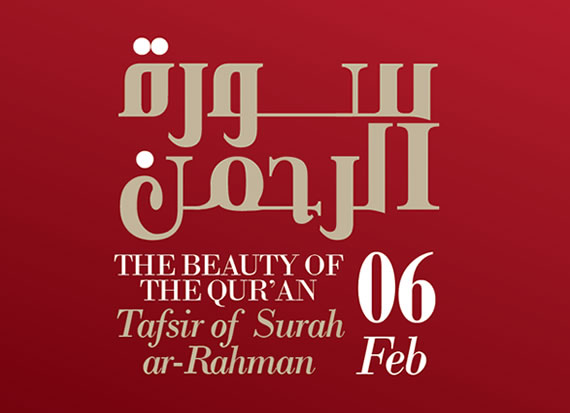 سورة
الرحمن
THE BEAUTY OF
THE QUR'AN
Tafsir of Surah
ar-Rahman
06
Feb